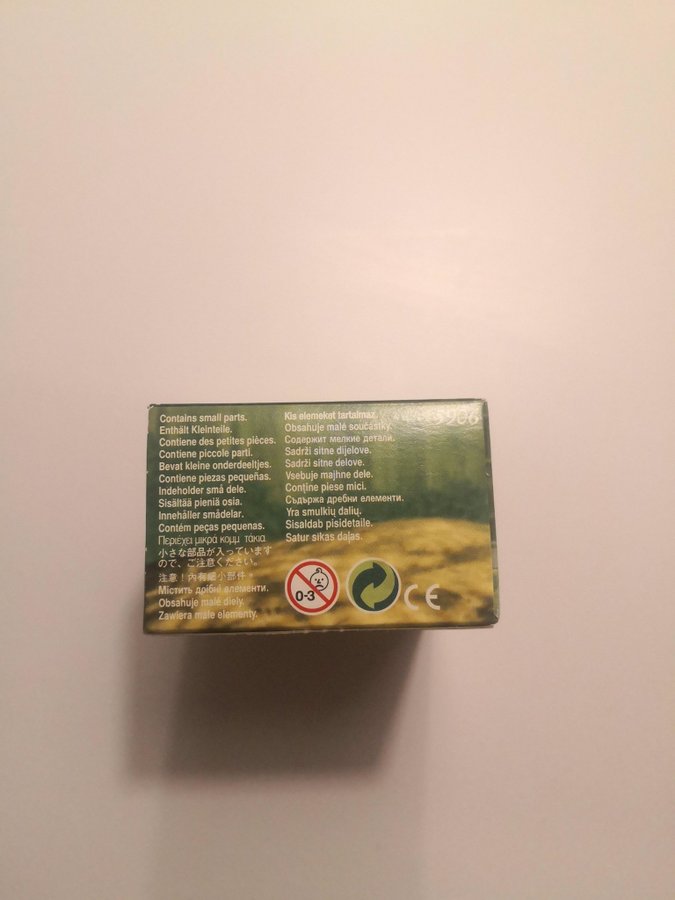 Contains small parts.
Enthält Kleinteile.
Contiene des petites pièces.
Contiene piccole parti.
Bevat kleine onderdeeltjes.
Contiene piezas pequeñas.
Indeholder små dele.
Sisältää pieniä osia.
Innehåller smådelar.
Contém peças pequenas.
Περιέχει μικρά κομμ τάκια
小さな部品が入っています
ので、ご注意ください。
注意！內有細小部件。
Містить дрібні елементи.
Obsahuje malé diely.
Zawiera małe elementy.
Kis elemeket tartalmaz.
Obsahuje malé součástky.
Содержит мелкие детали.
Sadrži sitne dijelove.
Sadrži sitne delove.
Vsebuje majhne dele.
Conţine piese mici.
Съдържа дребни елементи.
Yra smulkių dalių.
Sisaldab pisidetaile.
Satur sīkas daļas.
0-3
CE